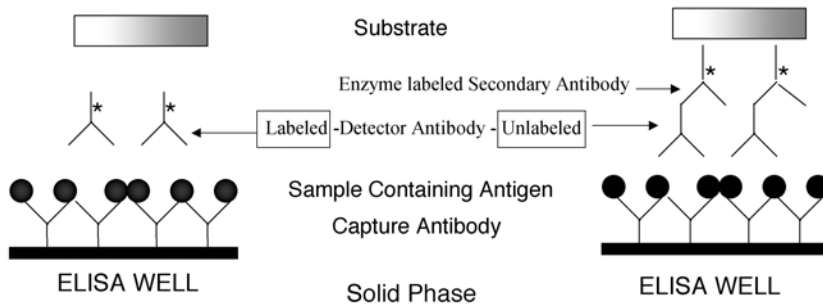 Substrate
*
*
*
*
Enzyme labeled Secondary Antibody
Labeled -Detector Antibody - Unlabeled
Sample Containing Antigen
Capture Antibody
ELISA WELL
Solid Phase
ELISA WELL